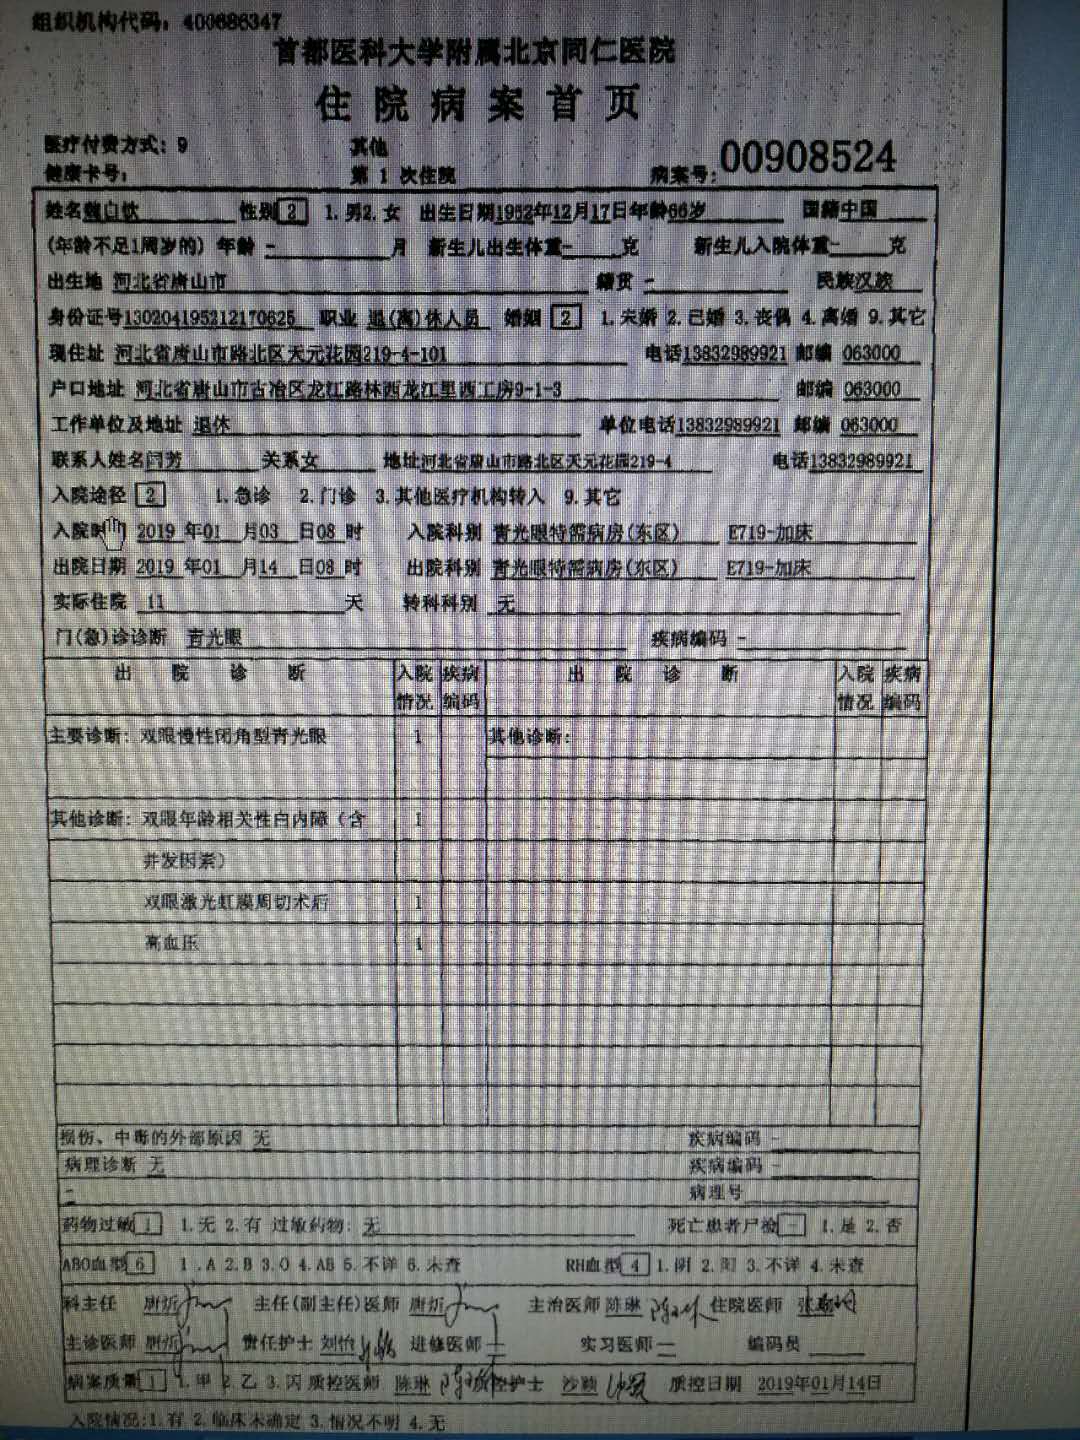 组织机构代码：400686347
首都医科大学附属北京同仁医院
住院病案首页
医疗付费方式：9 其他
健康卡号： 第 1 次住院 病案号：00908524
姓名 性别 2 1.男2.女 出生日期1952年12月17日年龄66岁 国籍中国
(年龄不足1周岁的) 年龄 - 月 新生儿出生体重- 克 新生儿入院体重- 克
出生地 河北省唐山市 籍贯 - 民族汉族
身份证号130204195212170625 职业 退(离)休人员 婚姻 2 1.未婚 2.已婚 3.丧偶 4.离婚 9.其它
现住址 河北省唐山市路北区天元花园219-4-101 电话13832989921 邮编 063000
户口地址 河北省唐山市古冶区龙江路林西龙江里西工房9-1-3 邮编 063000
工作单位及地址 退休 单位电话13832989921 邮编 063000
联系人姓名闫芳 关系女 地址河北省唐山市路北区天元花园219-4 电话13832989921
入院途径 2 1.急诊 2.门诊 3.其他医疗机构转入 9.其它
入院时 2019 年01 月03 日08 时 入院科别 青光眼特需病房(东区) E719-加床
出院日期 2019 年01 月14 日08 时 出院科别 青光眼特需病房(东区) E719-加床
实际住院 11 天 转科科别 无
门(急)诊诊断 青光眼 疾病编码 -
出院诊断 入院情况 疾病编码 出院诊断 入院情况 疾病编码
主要诊断：双眼慢性闭角型青光眼 1 其他诊断：
其他诊断：双眼年龄相关性白内障（含 1
并发因素）
双眼激光虹膜周切术后 1
高血压 1
损伤、中毒的外部原因 无 疾病编码 -
病理诊断 无 疾病编码 -
- 病理号
药物过敏 1 1.无 2.有 过敏药物：无 死亡患者尸检 - 1.是 2.否
ABO血型 6 1.A 2.B 3.O 4.AB 5.不详 6.未查 RH血型 4 1.阴 2.阳 3.不详 4.未查
科主任 唐炘 主任(副主任)医师 唐炘 主治医师 陈琳 住院医师
主诊医师 唐炘 责任护士 刘怡 进修医师 - 实习医师 - 编码员
病案质量 1 1.甲 2.乙 3.丙 质控医师 陈琳 质控护士 沙颖 质控日期 2019年01月14日
入院情况:1.有 2.临床未确定 3.情况不明 4.无